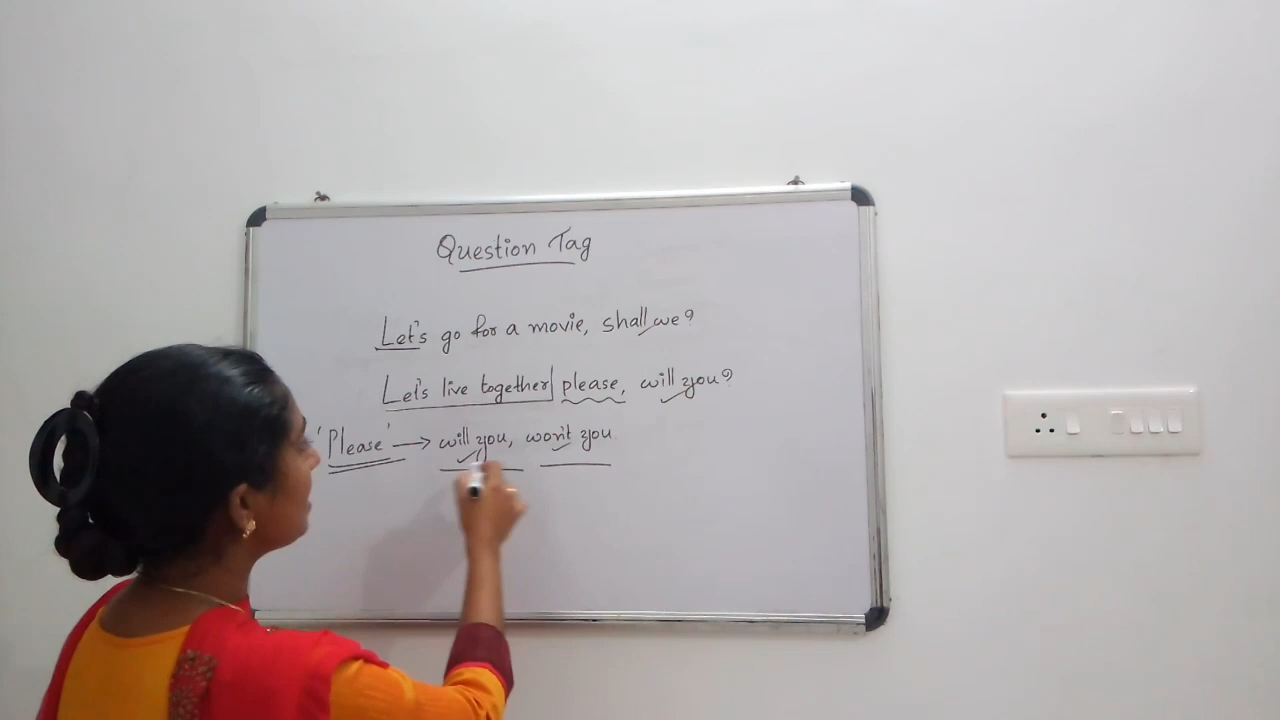 Question Tag
Let's go for a movie, shall we?
Let's live together please, will you?
'Please' → will you, won't you